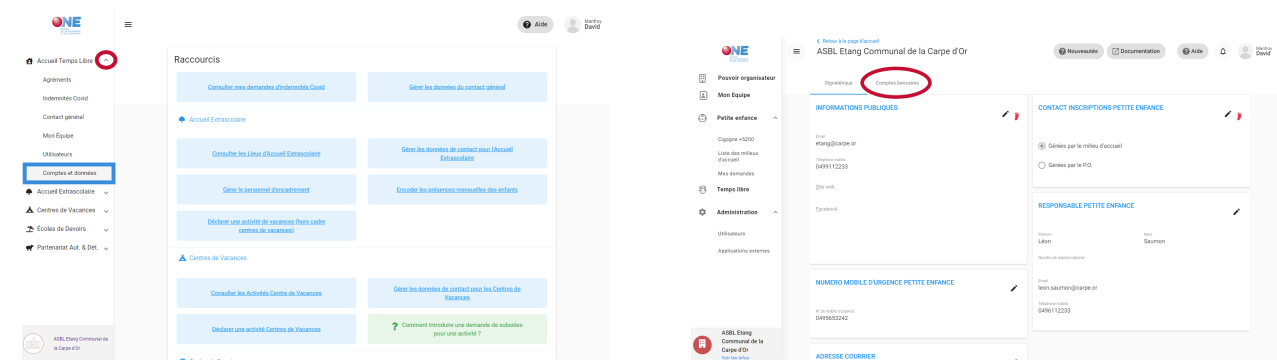 ONE
Aide
Manfroy
David
Accueil Temps Libre
Agréments
Indemnités Covid
Contact général
Mon Équipe
Utilisateurs
Comptes et données
Accueil Extrascolaire
Centres de Vacances
Écoles de Devoirs
Partenariat Aut. & Dét.
ASBL Etang Communal de
la Carpe d'Or
Raccourcis
Consulter mes demandes d'Indemnités Covid
Gérer les données du contact général
Accueil Extrascolaire
Consulter les Lieux d'Accueil Extrascolaire
Gérer les données de contact pour l'Accueil
Extrascolaire
Gérer le personnel d'encadrement
Encoder les présences mensuelles des enfants
Déclarer une activité de vacances (hors cadre
centres de vacances)
Centres de Vacances
Consulter les Activités Centre de Vacances
Gérer les données de contact pour les Centres de
Vacances
Déclarer une activité Centres de Vacances
? Comment introduire une demande de subsides
pour une activité ?
ONE
Retour à la page d'accueil
ASBL Etang Communal de la Carpe d'Or
Nouveautés
Documentation
Aide
Manfroy
David
Pouvoir organisateur
Mon Equipe
Petite enfance
Cigogne +5200
Liste des milieux
d'accueil
Mes demandes
Temps libre
Administration
Utilisateurs
Applications externes
ASBL Etang
Communal de la
Carpe d'Or
Voir les infos
Signalétique
Comptes bancaires
INFORMATIONS PUBLIQUES
Email
etang@carpe.or
Téléphone mobile
0499112233
Site web
Facebook
NUMERO MOBILE D'URGENCE PETITE ENFANCE
N° de mobile d'urgence
0495653242
ADRESSE COURRIER
CONTACT INSCRIPTIONS PETITE ENFANCE
Gérées par le milieu d'accueil
Gérées par le P.O.
RESPONSABLE PETITE ENFANCE
Prénom
Léon
Nom
Saumon
Numéro de registre national
Email
leon.saumon@carpe.or
Téléphone mobile
0496112233